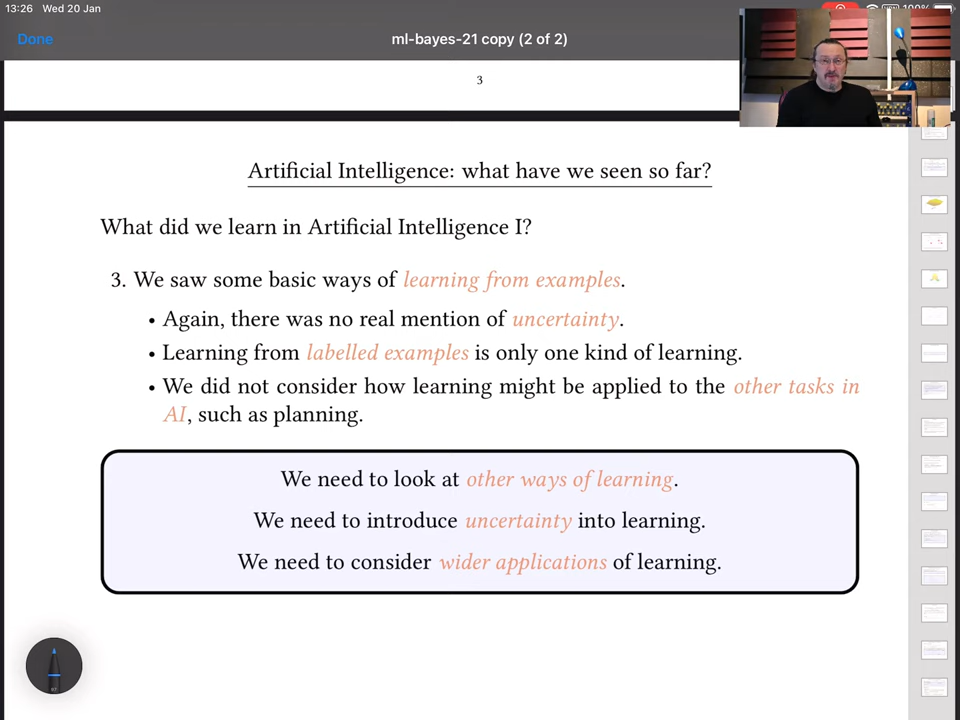 13:26 Wed 20 Jan
100%
Done
ml-bayes-21 copy (2 of 2)
3
Artificial Intelligence: what have we seen so far?
What did we learn in Artificial Intelligence I?
3. We saw some basic ways of learning from examples.
• Again, there was no real mention of uncertainty.
• Learning from labelled examples is only one kind of learning.
• We did not consider how learning might be applied to the other tasks in
AI, such as planning.
We need to look at other ways of learning.
We need to introduce uncertainty into learning.
We need to consider wider applications of learning.